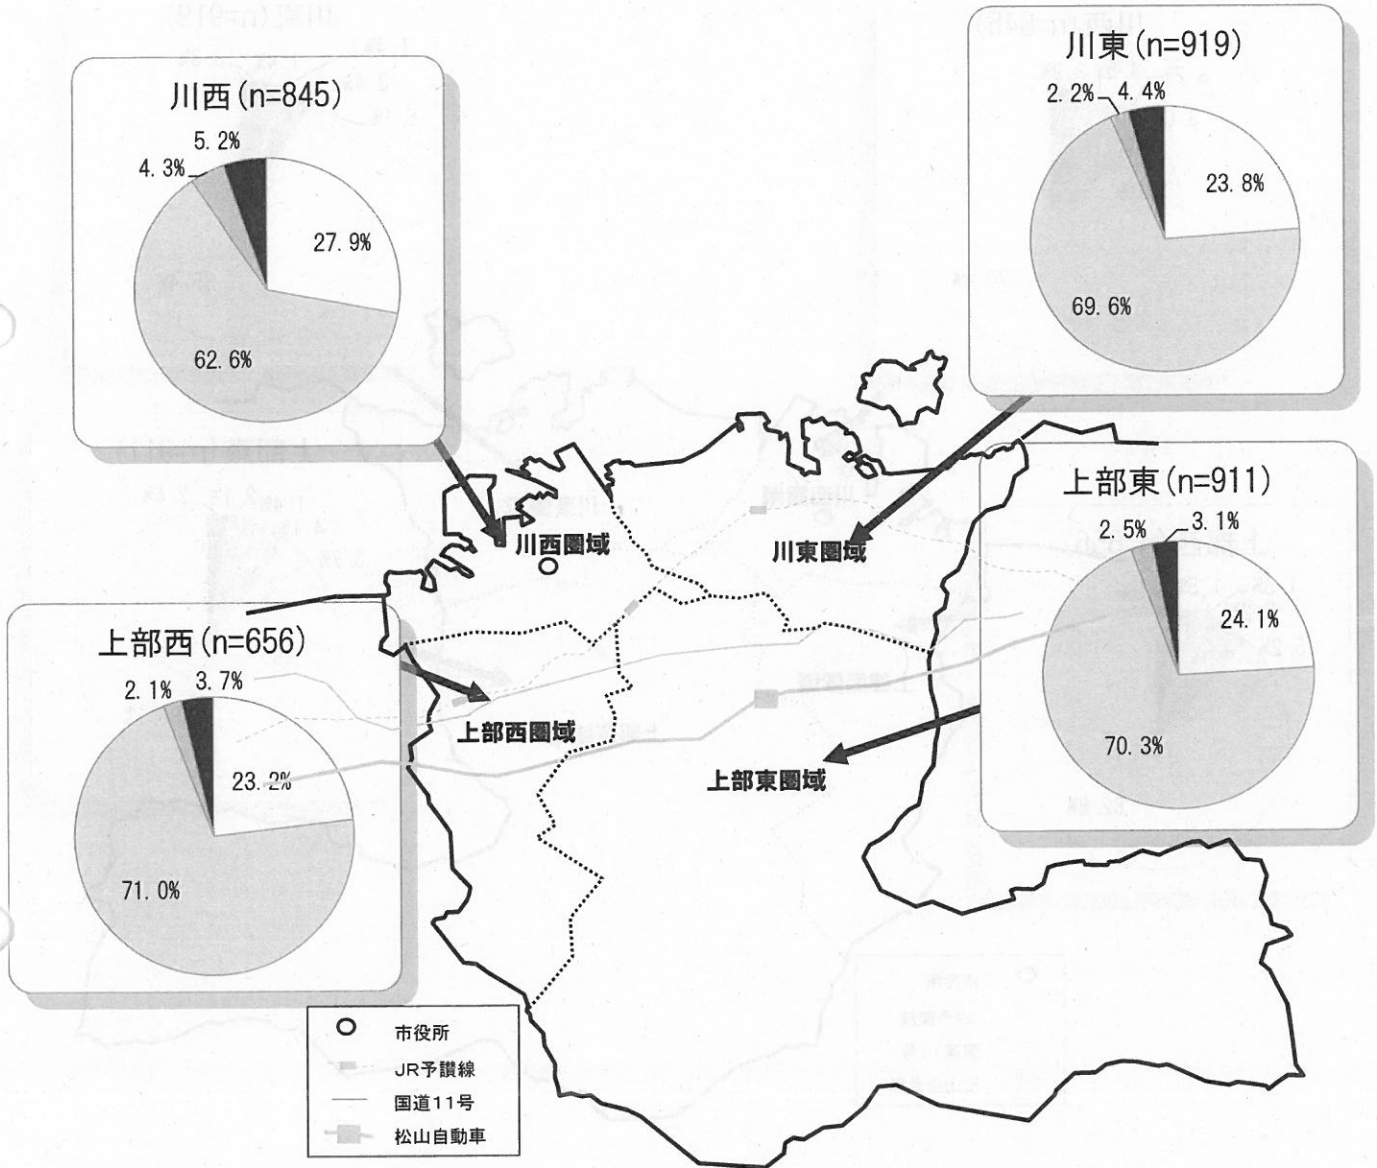 川西(n=845)
5.2%
4.3%
27.9%
62.6%
川東(n=919)
2.2%
4.4%
23.8%
69.6%
上部東(n=911)
2.5%
3.1%
24.1%
70.3%
上部西(n=656)
2.1%
3.7%
23.2%
71.0%
川西圏域
川東圏域
上部西圏域
上部東圏域
市役所
JR予讃線
国道11号
松山自動車